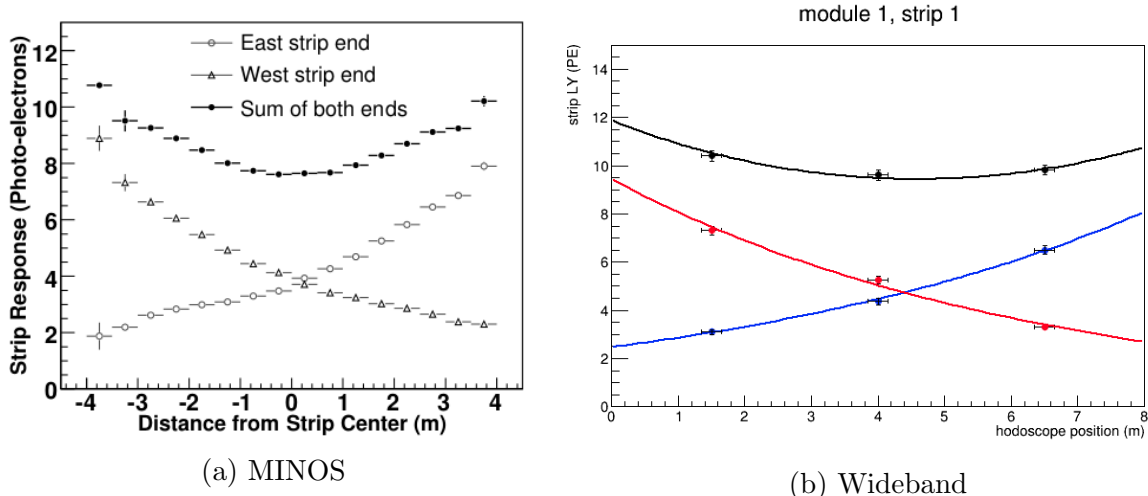 module 1, strip 1
Strip Response (Photo-electrons)
12
10
8
6
4
2
0
East strip end
West strip end
Sum of both ends
-4 -3 -2 -1 0 1 2 3 4
Distance from Strip Center (m)
(a) MINOS
strip LY (PE)
14
12
10
8
6
4
2
0
0 1 2 3 4 5 6 7 8
hodoscope position (m)
(b) Wideband